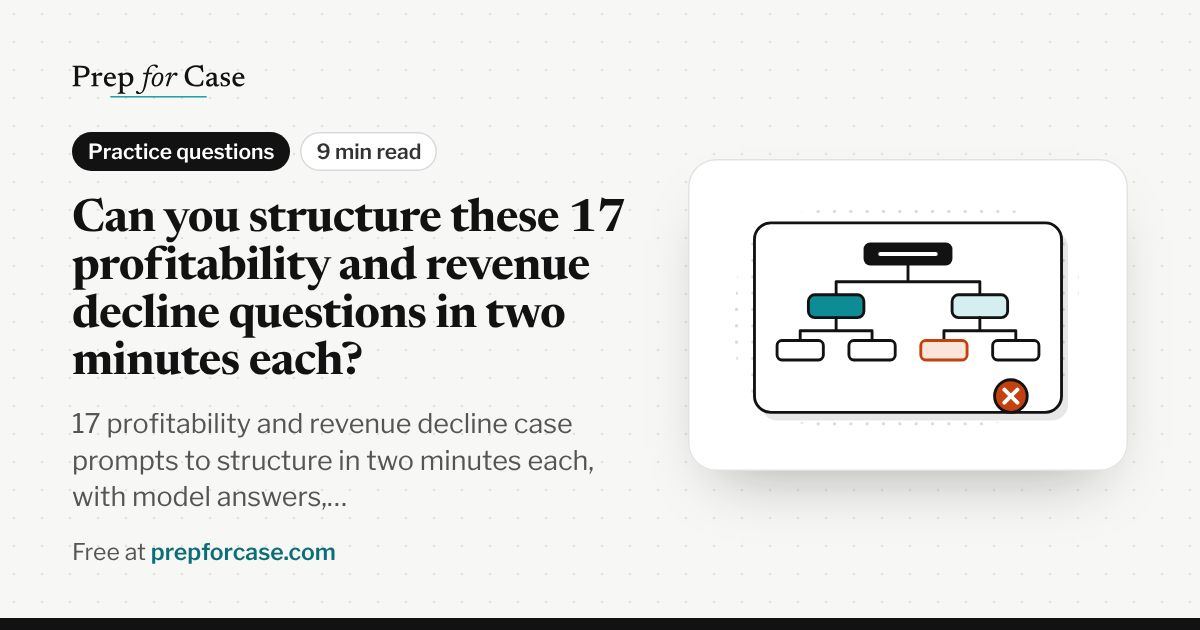 Prep for Case
Practice questions
9 min read
Can you structure these 17
profitability and revenue
decline questions in two
minutes each?
17 profitability and revenue decline case
prompts to structure in two minutes each,
with model answers,...
Free at prepforcase.com